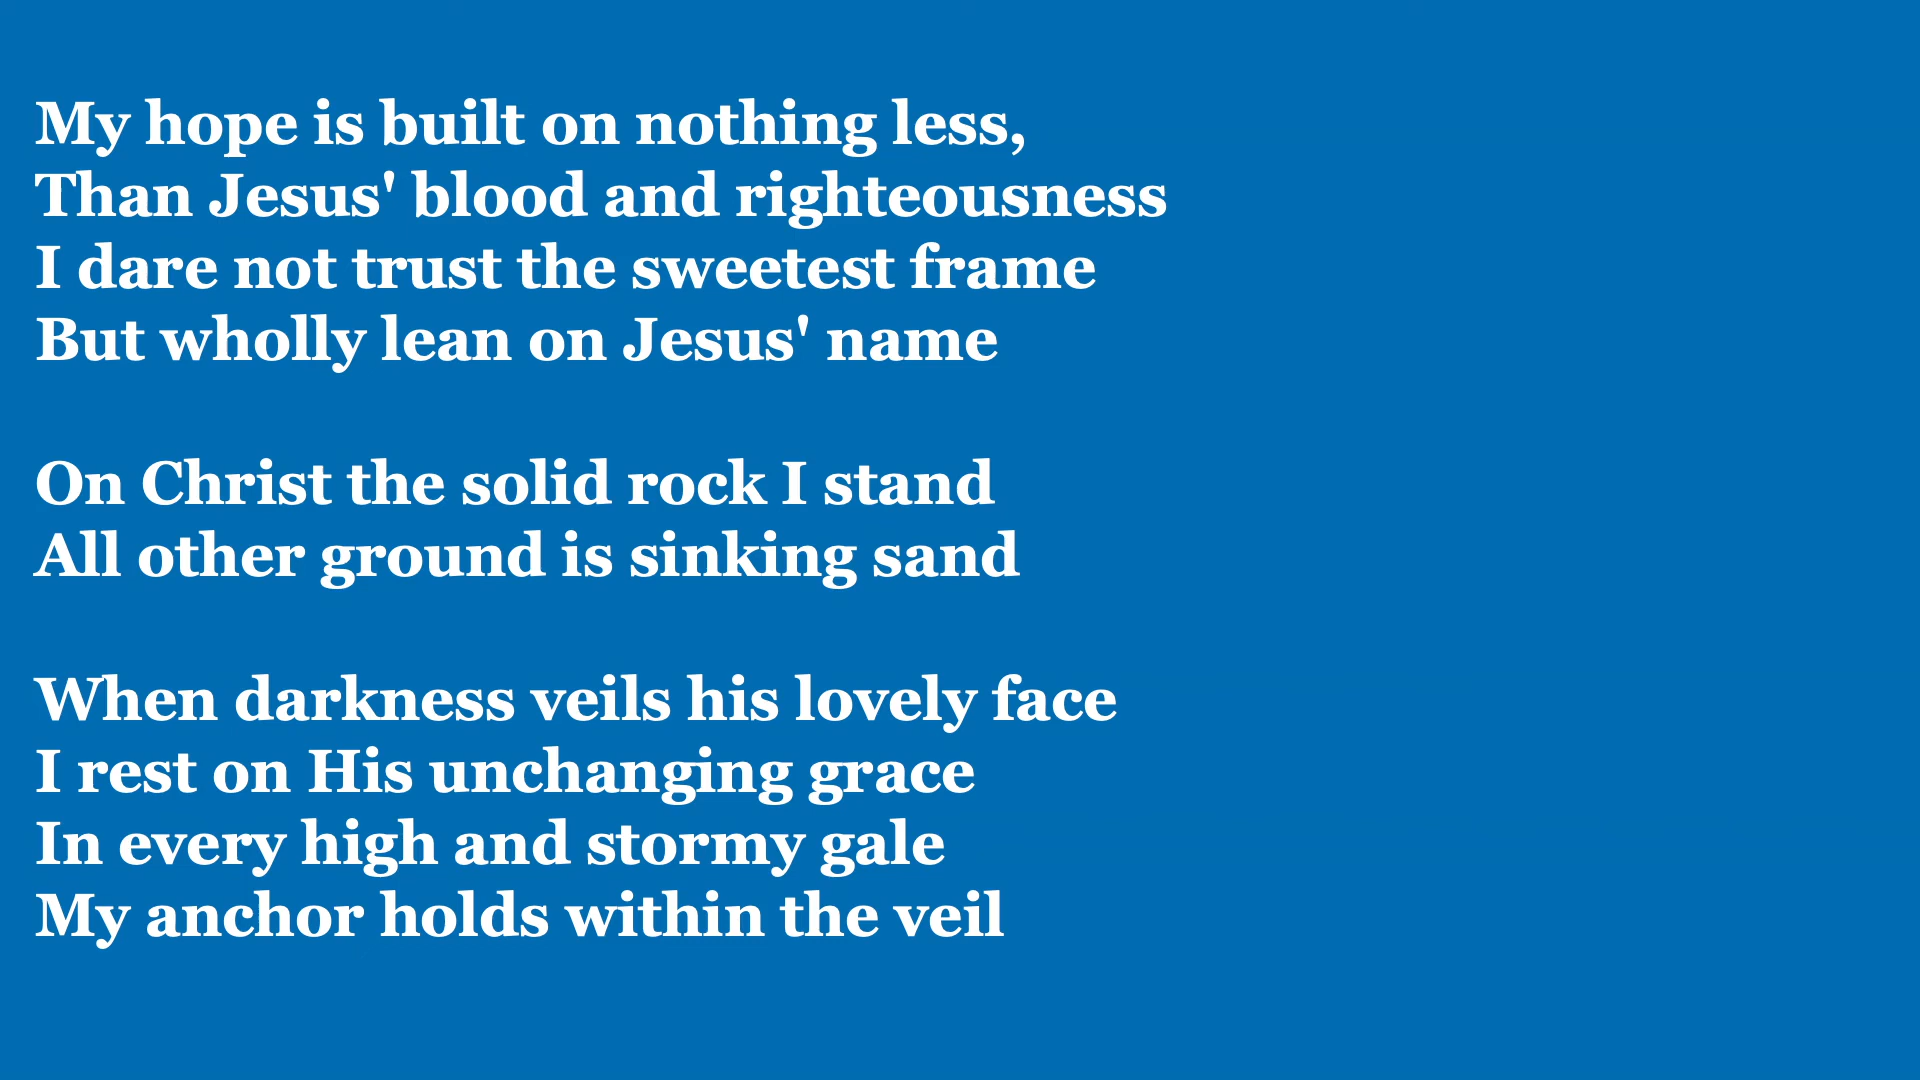 My hope is built on nothing less,
Than Jesus' blood and righteousness
I dare not trust the sweetest frame
But wholly lean on Jesus' name
On Christ the solid rock I stand
All other ground is sinking sand
When darkness veils his lovely face
I rest on His unchanging grace
In every high and stormy gale
My anchor holds within the veil